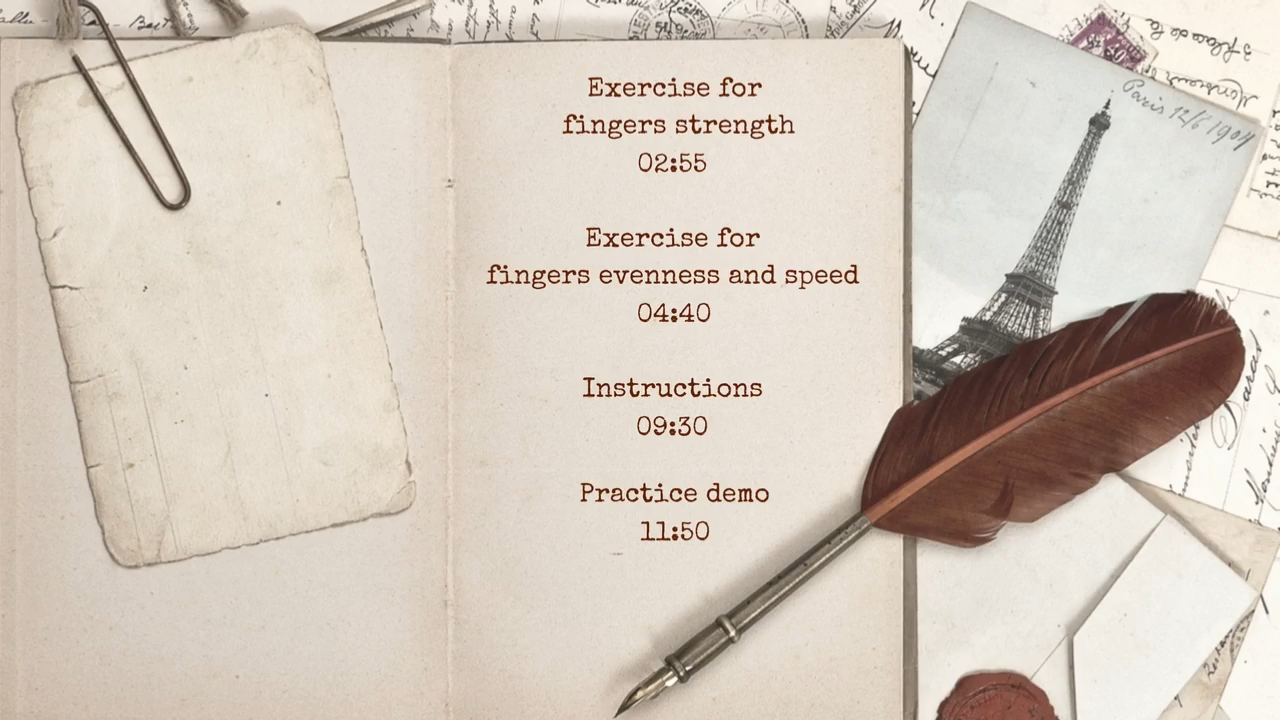 Exercise for
fingers strength
02:55
Exercise for
fingers evenness and speed
04:40
Instructions
09:30
Practice demo
11:50
Paris 12/6 1904